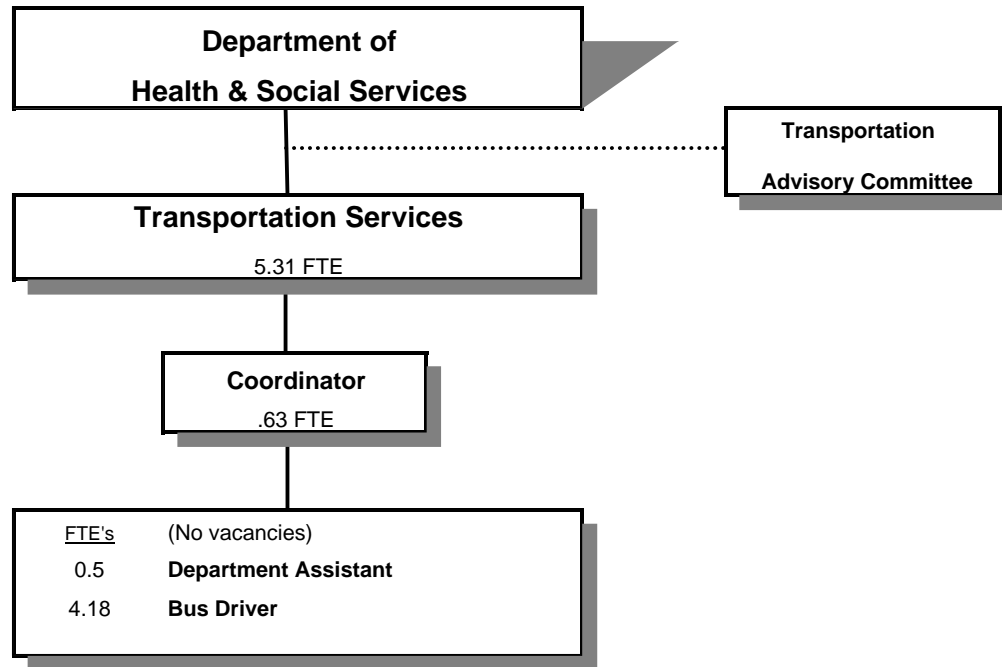 Department of
Health & Social Services
Transportation
Advisory Committee
Transportation Services
5.31 FTE
Coordinator
.63 FTE
FTE's (No vacancies)
0.5 Department Assistant
4.18 Bus Driver